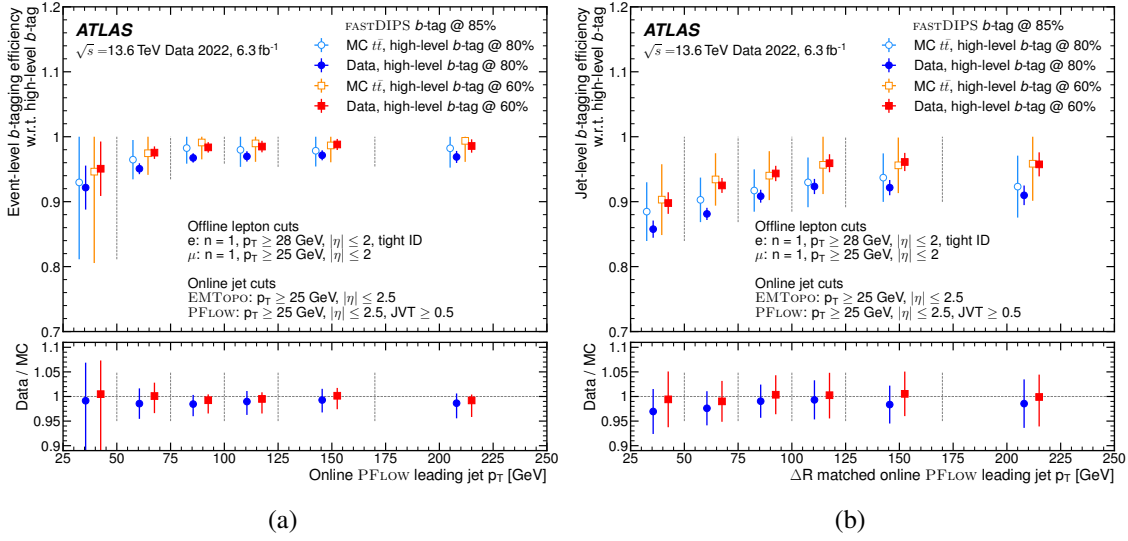 ATLAS
√s = 13.6 TeV Data 2022, 6.3 fb⁻¹
FASTDIPS b-tag @ 85%
MC tt̄, high-level b-tag @ 80%
Data, high-level b-tag @ 80%
MC tt̄, high-level b-tag @ 60%
Data, high-level b-tag @ 60%
Event-level b-tagging efficiency
w.r.t. high-level b-tag
1.2
1.1
1
0.9
0.8
0.7
Offline lepton cuts
e: n = 1, pT ≥ 28 GeV, |η| ≤ 2, tight ID
μ: n = 1, pT ≥ 25 GeV, |η| ≤ 2
Online jet cuts
EMTOPO: pT ≥ 25 GeV, |η| ≤ 2.5
PFLOW: pT ≥ 25 GeV, |η| ≤ 2.5, JVT ≥ 0.5
Data / MC
1.1
1.05
1
0.95
0.9
25 50 75 100 125 150 175 200 225 250
Online PFLOW leading jet pT [GeV]
(a)
ATLAS
√s = 13.6 TeV Data 2022, 6.3 fb⁻¹
FASTDIPS b-tag @ 85%
MC tt̄, high-level b-tag @ 80%
Data, high-level b-tag @ 80%
MC tt̄, high-level b-tag @ 60%
Data, high-level b-tag @ 60%
Jet-level b-tagging efficiency
w.r.t. high-level b-tag
1.2
1.1
1
0.9
0.8
0.7
Offline lepton cuts
e: n = 1, pT ≥ 28 GeV, |η| ≤ 2, tight ID
μ: n = 1, pT ≥ 25 GeV, |η| ≤ 2
Online jet cuts
EMTOPO: pT ≥ 25 GeV, |η| ≤ 2.5
PFLOW: pT ≥ 25 GeV, |η| ≤ 2.5, JVT ≥ 0.5
Data / MC
1.1
1.05
1
0.95
0.9
25 50 75 100 125 150 175 200 225 250
ΔR matched online PFLOW leading jet pT [GeV]
(b)